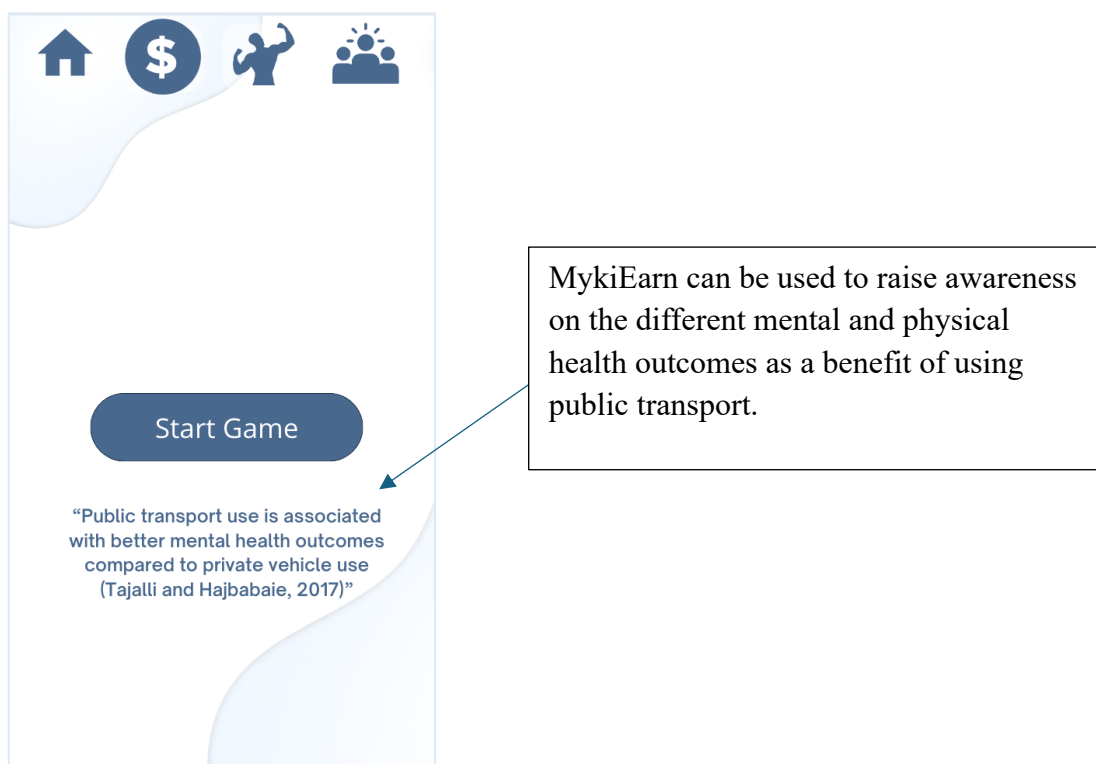 $
Start Game
“Public transport use is associated
with better mental health outcomes
compared to private vehicle use
(Tajalli and Hajbabaie, 2017)”
MykiEarn can be used to raise awareness
on the different mental and physical
health outcomes as a benefit of using
public transport.